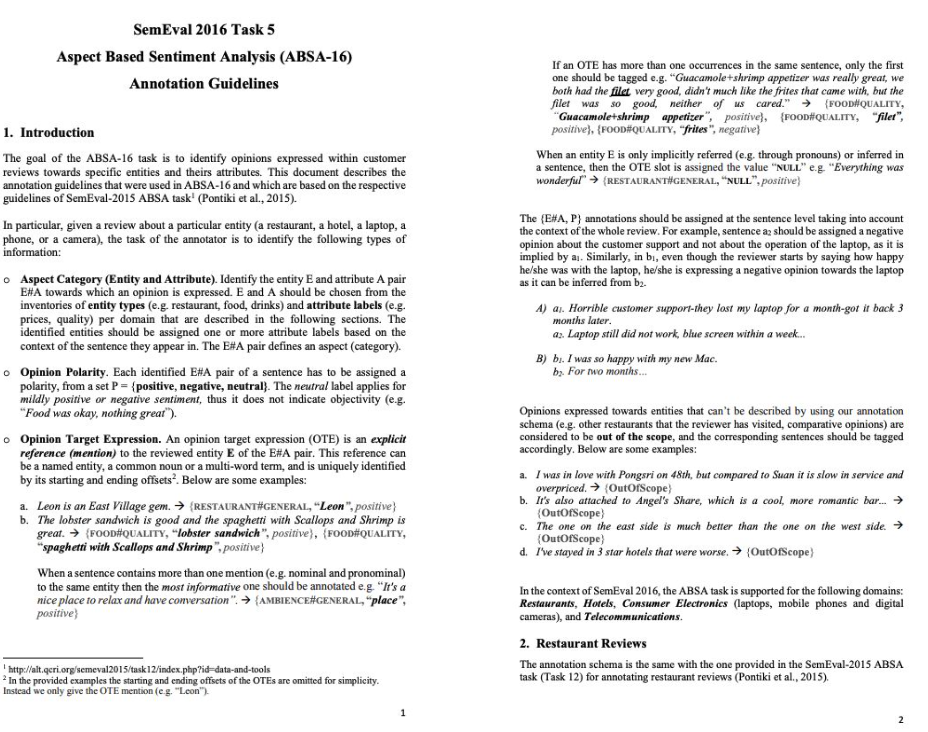 SemEval 2016 Task 5
Aspect Based Sentiment Analysis (ABSA-16)
Annotation Guidelines
1. Introduction
The goal of the ABSA-16 task is to identify opinions expressed within customer
reviews towards specific entities and theirs attributes. This document describes the
annotation guidelines that were used in ABSA-16 and which are based on the respective
guidelines of SemEval-2015 ABSA task¹ (Pontiki et al., 2015).
In particular, given a review about a particular entity (a restaurant, a hotel, a laptop, a
phone, or a camera), the task of the annotator is to identify the following types of
information:
o Aspect Category (Entity and Attribute). Identify the entity E and attribute A pair
E#A towards which an opinion is expressed. E and A should be chosen from the
inventories of entity types (e.g. restaurant, food, drinks) and attribute labels (e.g.
prices, quality) per domain that are described in the following sections. The
identified entities should be assigned one or more attribute labels based on the
context of the sentence they appear in. The E#A pair defines an aspect (category).
o Opinion Polarity. Each identified E#A pair of a sentence has to be assigned a
polarity, from a set P = {positive, negative, neutral}. The neutral label applies for
mildly positive or negative sentiment, thus it does not indicate objectivity (e.g.
"Food was okay, nothing great").
o Opinion Target Expression. An opinion target expression (OTE) is an explicit
reference (mention) to the reviewed entity E of the E#A pair. This reference can
be a named entity, a common noun or a multi-word term, and is uniquely identified
by its starting and ending offsets². Below are some examples:
a. Leon is an East Village gem. → {RESTAURANT#GENERAL, "Leon", positive}
b. The lobster sandwich is good and the spaghetti with Scallops and Shrimp is
great. → {FOOD#QUALITY, "lobster sandwich", positive}, {FOOD#QUALITY,
"spaghetti with Scallops and Shrimp", positive}
When a sentence contains more than one mention (e.g. nominal and pronominal)
to the same entity then the most informative one should be annotated e.g. "It's a
nice place to relax and have conversation". → {AMBIENCE#GENERAL, "place",
positive}
¹ http://alt.qcri.org/semeval2015/task12/index.php?id=data-and-tools
² In the provided examples the starting and ending offsets of the OTEs are omitted for simplicity.
Instead we only give the OTE mention (e.g. "Leon").
1
If an OTE has more than one occurrences in the same sentence, only the first
one should be tagged e.g. "Guacamole+shrimp appetizer was really great, we
both had the filet, very good, didn't much like the frites that came with, but the
filet was so good, neither of us cared." → {FOOD#QUALITY,
"Guacamole+shrimp appetizer", positive}, {FOOD#QUALITY, "filet",
positive}, {FOOD#QUALITY, "frites", negative}
When an entity E is only implicitly referred (e.g. through pronouns) or inferred in
a sentence, then the OTE slot is assigned the value "NULL" e.g. "Everything was
wonderful" → {RESTAURANT#GENERAL, "NULL", positive}
The {E#A, P} annotations should be assigned at the sentence level taking into account
the context of the whole review. For example, sentence a₂ should be assigned a negative
opinion about the customer support and not about the operation of the laptop, as it is
implied by a₁. Similarly, in b₁, even though the reviewer starts by saying how happy
he/she was with the laptop, he/she is expressing a negative opinion towards the laptop
as it can be inferred from b₂.
A) a₁. Horrible customer support-they lost my laptop for a month-got it back 3
months later.
a₂. Laptop still did not work, blue screen within a week...
B) b₁. I was so happy with my new Mac.
b₂. For two months...
Opinions expressed towards entities that can't be described by using our annotation
schema (e.g. other restaurants that the reviewer has visited, comparative opinions) are
considered to be out of the scope, and the corresponding sentences should be tagged
accordingly. Below are some examples:
a. I was in love with Pongsri on 48th, but compared to Suan it is slow in service and
overpriced. → {OutOfScope}
b. It's also attached to Angel's Share, which is a cool, more romantic bar... →
{OutOfScope}
c. The one on the east side is much better than the one on the west side. →
{OutOfScope}
d. I've stayed in 3 star hotels that were worse. → {OutOfScope}
In the context of SemEval 2016, the ABSA task is supported for the following domains:
Restaurants, Hotels, Consumer Electronics (laptops, mobile phones and digital
cameras), and Telecommunications.
2. Restaurant Reviews
The annotation schema is the same with the one provided in the SemEval-2015 ABSA
task (Task 12) for annotating restaurant reviews (Pontiki et al., 2015).
2